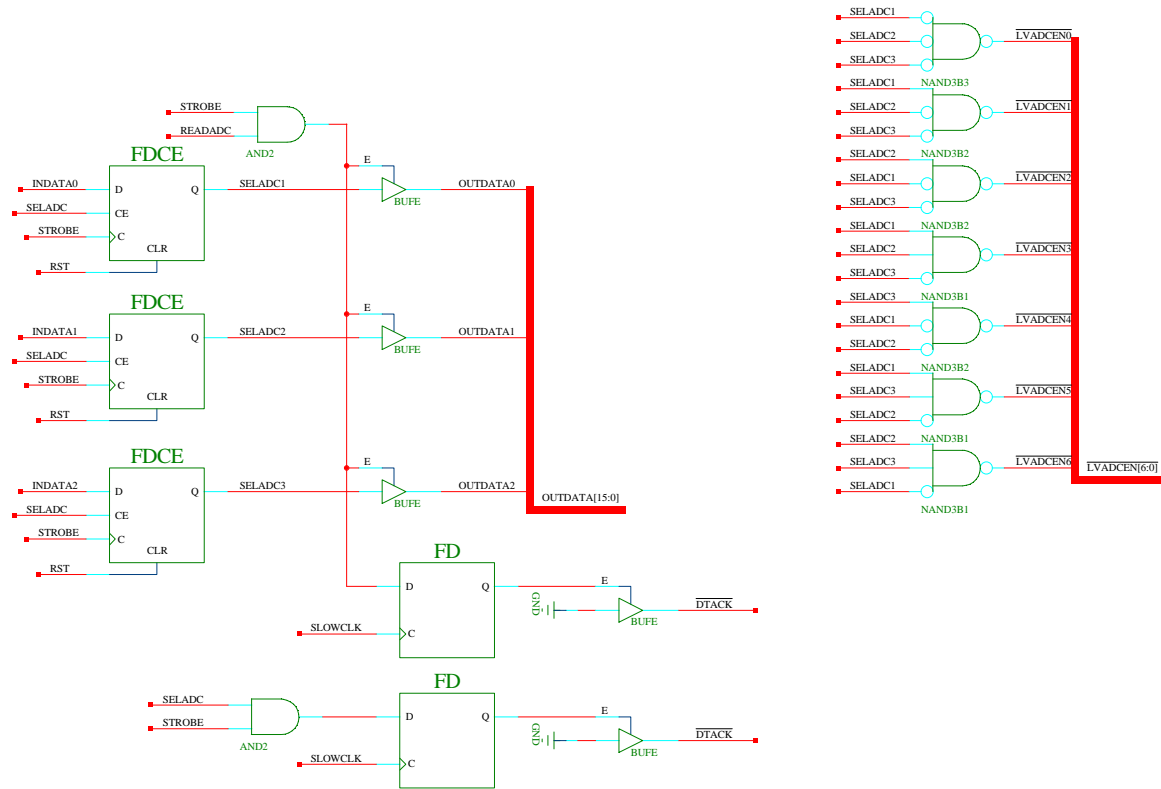 STROBE
READADC
AND2
FDCE
INDATA0
D
Q
SELADC1
E
BUFE
OUTDATA0
SELADC
CE
STROBE
C
CLR
RST
FDCE
INDATA1
D
Q
SELADC2
E
BUFE
OUTDATA1
SELADC
CE
STROBE
C
CLR
RST
FDCE
INDATA2
D
Q
SELADC3
E
BUFE
OUTDATA2
OUTDATA[15:0]
SELADC
CE
STROBE
C
CLR
RST
FD
D
Q
E
GND
BUFE
DTACK
SLOWCLK
C
SELADC
STROBE
AND2
FD
D
Q
E
GND
BUFE
DTACK
SLOWCLK
C
SELADC1
SELADC2
SELADC3
LVADCEN0
NAND3B3
SELADC1
SELADC2
SELADC3
LVADCEN1
NAND3B2
SELADC2
SELADC1
SELADC3
LVADCEN2
NAND3B2
SELADC1
SELADC2
SELADC3
LVADCEN3
NAND3B1
SELADC3
SELADC1
SELADC2
LVADCEN4
NAND3B2
SELADC1
SELADC3
SELADC2
LVADCEN5
NAND3B1
SELADC2
SELADC3
SELADC1
LVADCEN6
NAND3B1
LVADCEN[6:0]